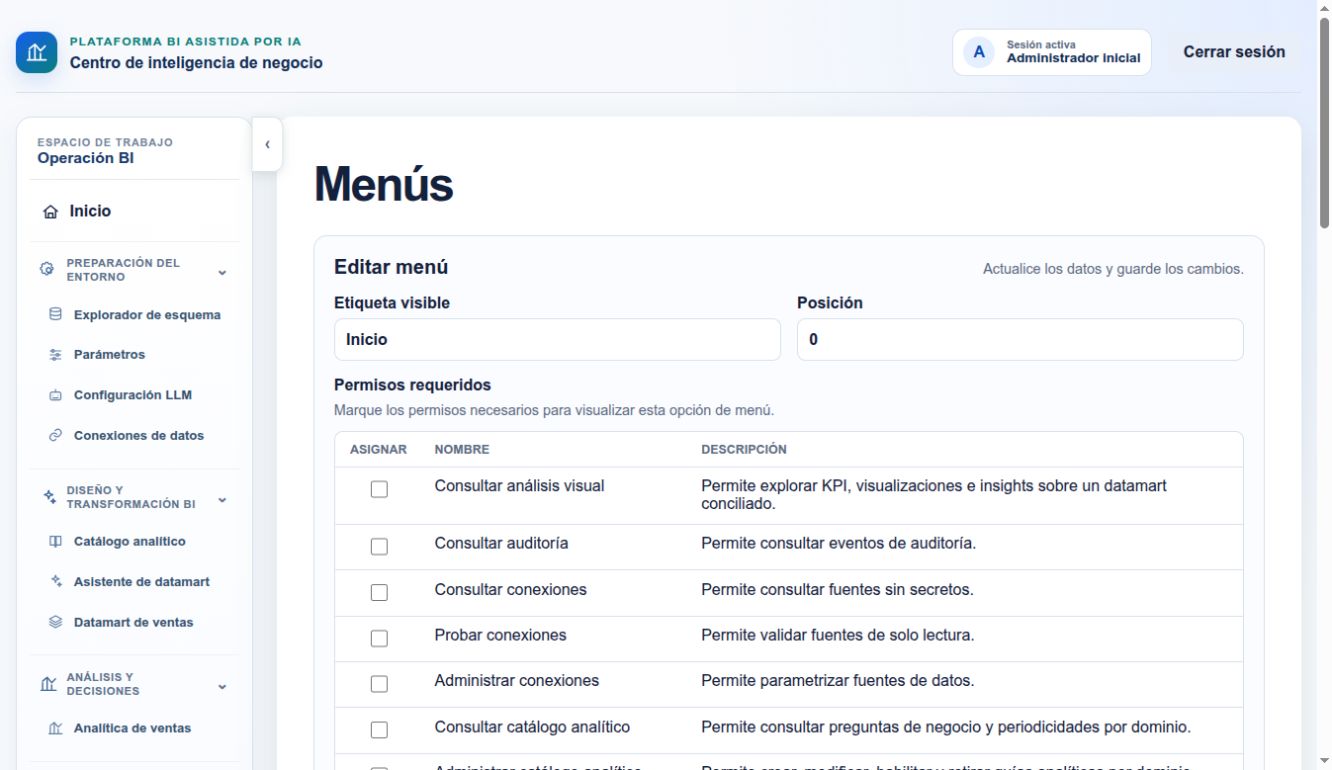 PLATAFORMA BI ASISTIDA POR IA
Centro de inteligencia de negocio
A
Sesión activa
Administrador Inicial
Cerrar sesión
ESPACIO DE TRABAJO
Operación BI
Inicio
PREPARACIÓN DEL
ENTORNO
Explorador de esquema
Parámetros
Configuración LLM
Conexiones de datos
DISEÑO Y
TRANSFORMACIÓN BI
Catálogo analítico
Asistente de datamart
Datamart de ventas
ANÁLISIS Y
DECISIONES
Analítica de ventas
Menús
Editar menú
Actualice los datos y guarde los cambios.
Etiqueta visible
Posición
Inicio
0
Permisos requeridos
Marque los permisos necesarios para visualizar esta opción de menú.
ASIGNAR NOMBRE DESCRIPCIÓN
Consultar análisis visual Permite explorar KPI, visualizaciones e insights sobre un datamart
conciliado.
Consultar auditoría Permite consultar eventos de auditoría.
Consultar conexiones Permite consultar fuentes sin secretos.
Probar conexiones Permite validar fuentes de solo lectura.
Administrar conexiones Permite parametrizar fuentes de datos.
Consultar catálogo analítico Permite consultar preguntas de negocio y periodicidades por dominio.